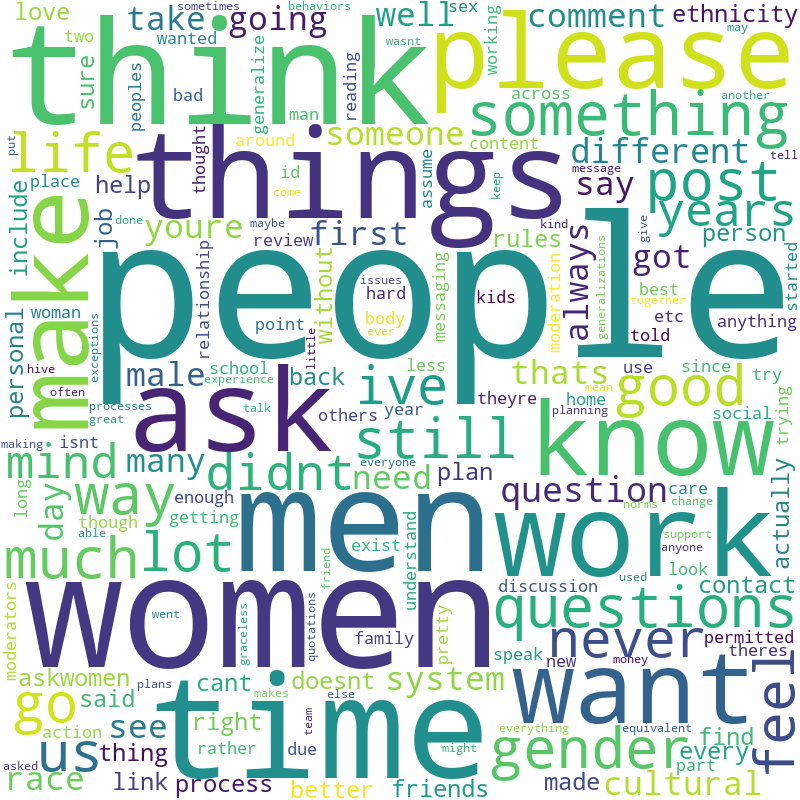 love
sometimes
behaviors
sex
take
going
well
comment
ethnicity
two
wanted
working
may
think
please
sure
peoples
bad
generalize
man
wasnt
reading
across
another
something
life
put
things
thought
around
someone
content
different
tell
message
place
help
id
come
assume
keep
say
post
include
job
youre
review
first
kind
rules
give
years
person
done
maybe
make
people
relationship
without
messaging
always
moderation
generalizations
got
started
personal
woman
exceptions
issues
hard
body
ever
kids
best
together
etc
anything
point
little
told
hive
often
male
school
experience
back
ive
less
theyre
thats
mean
good
use
since
try
processes
great
ask
talk
others
year
planning
home
social
trying
making
isnt
still
know
mind
many
didnt
everyone
need
plan
question
care
change
actually
long
day
way
though
enough
getting
men
norms
work
able
exist
understand
support
anyone
look
much
lot
women
friend
used
discussion
contact
moderators
went
graceless
quotations
family
pretty
questions
never
permitted
askwomen
speak
new
money
theres
said
plans
cant
doesnt
system
want
feel
go
action
see
right
makes
else
time
team
everything
equivalent
find
us
thing
rather
due
might
gender
every
part
asked
race
link
process
better
friends
made
cultural